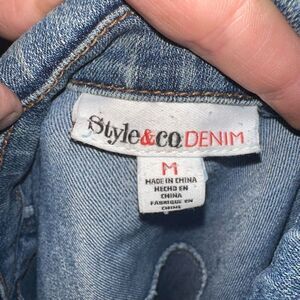 Style&co.DENIM
M
MADE IN CHINA
HECHO EN
CHINA
FABRIQUE EN
CHINE